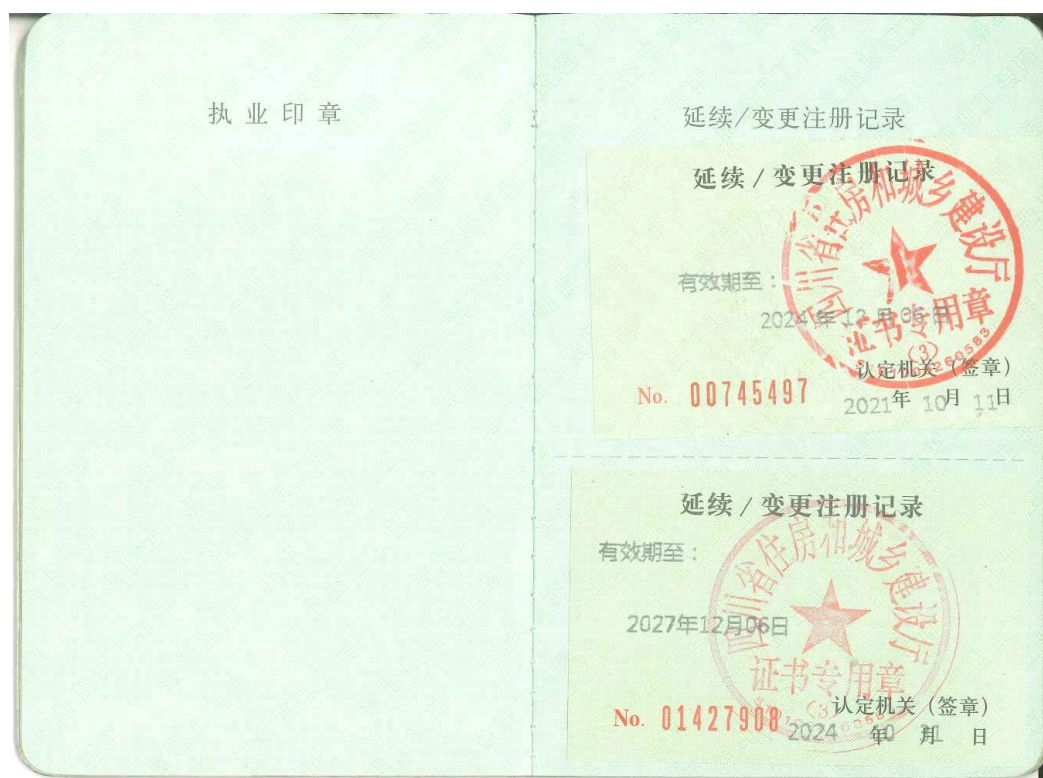 执业印章
延续/变更注册记录
延续 / 变更注册记录
有效期至：
2024年12月06日
四川省住房和城乡建设厅
证书专用章
(3)
认定机关（签章）
No. 00745497
2021年 10月 11日
延续 / 变更注册记录
有效期至：
2027年12月06日
四川省住房和城乡建设厅
证书专用章
(3)
认定机关（签章）
No. 01427908
2024 年 10 月 日